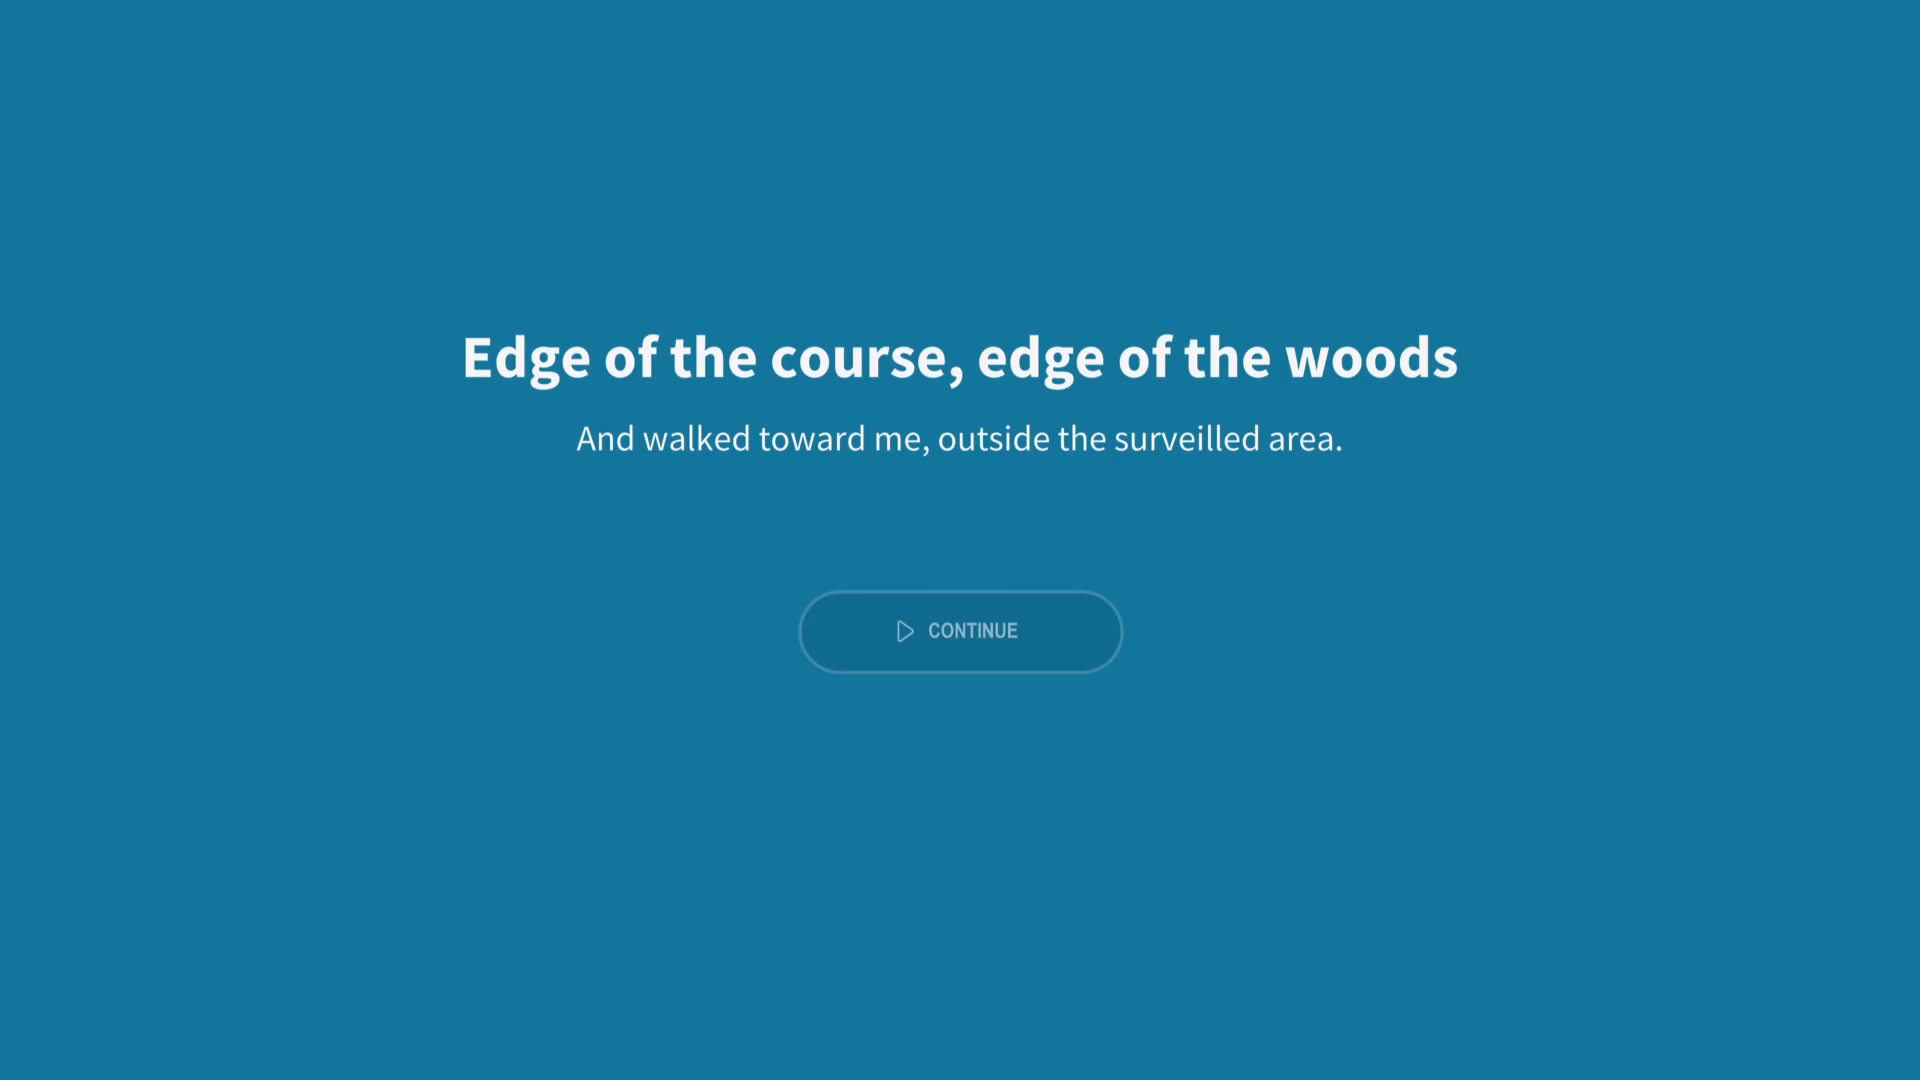 Edge of the course, edge of the woods
And walked toward me, outside the surveilled area.
CONTINUE